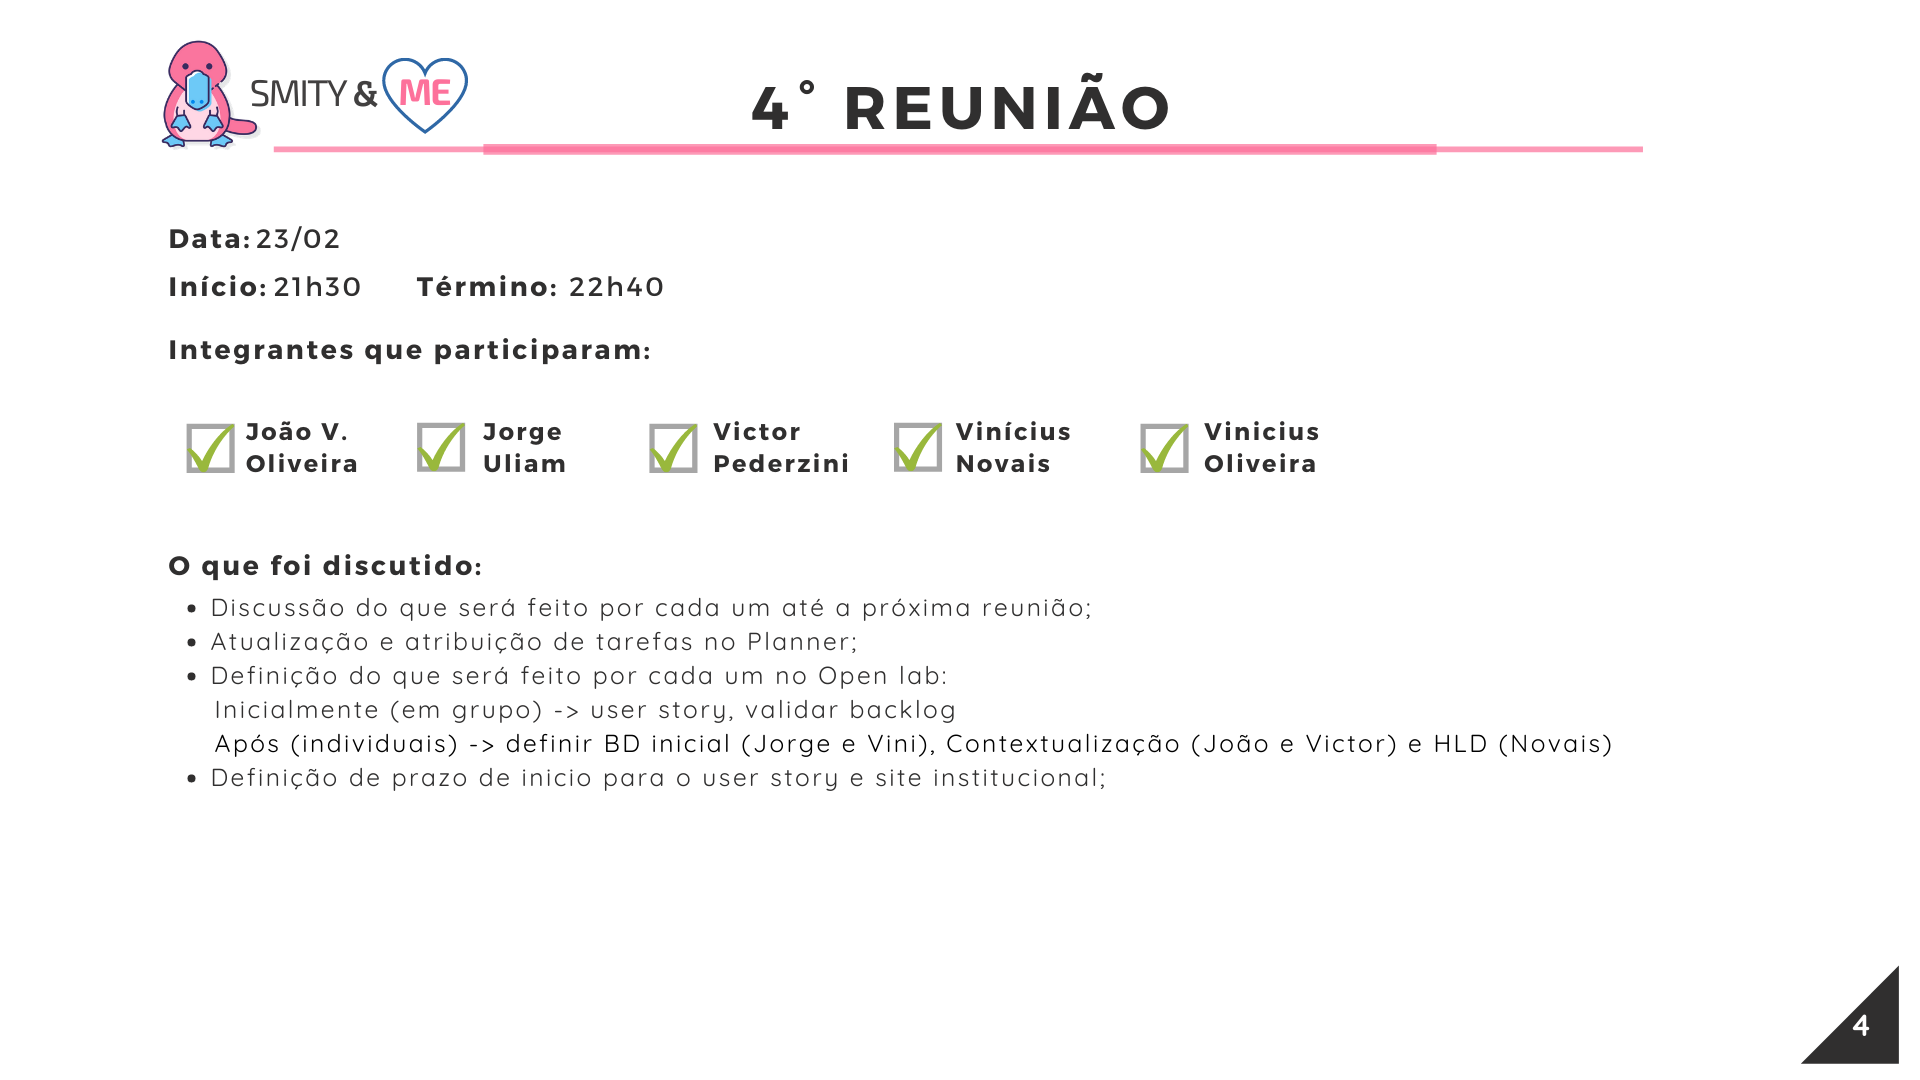 SMITY & ME
4° REUNIÃO
Data: 23/02
Início: 21h30 Término: 22h40
Integrantes que participaram:
João V. Oliveira
Jorge Uliam
Victor Pederzini
Vinícius Novais
Vinicius Oliveira
O que foi discutido:
• Discussão do que será feito por cada um até a próxima reunião;
• Atualização e atribuição de tarefas no Planner;
• Definição do que será feito por cada um no Open lab:
Inicialmente (em grupo) -> user story, validar backlog
Após (individuais) -> definir BD inicial (Jorge e Vini), Contextualização (João e Victor) e HLD (Novais)
• Definição de prazo de inicio para o user story e site institucional;
4